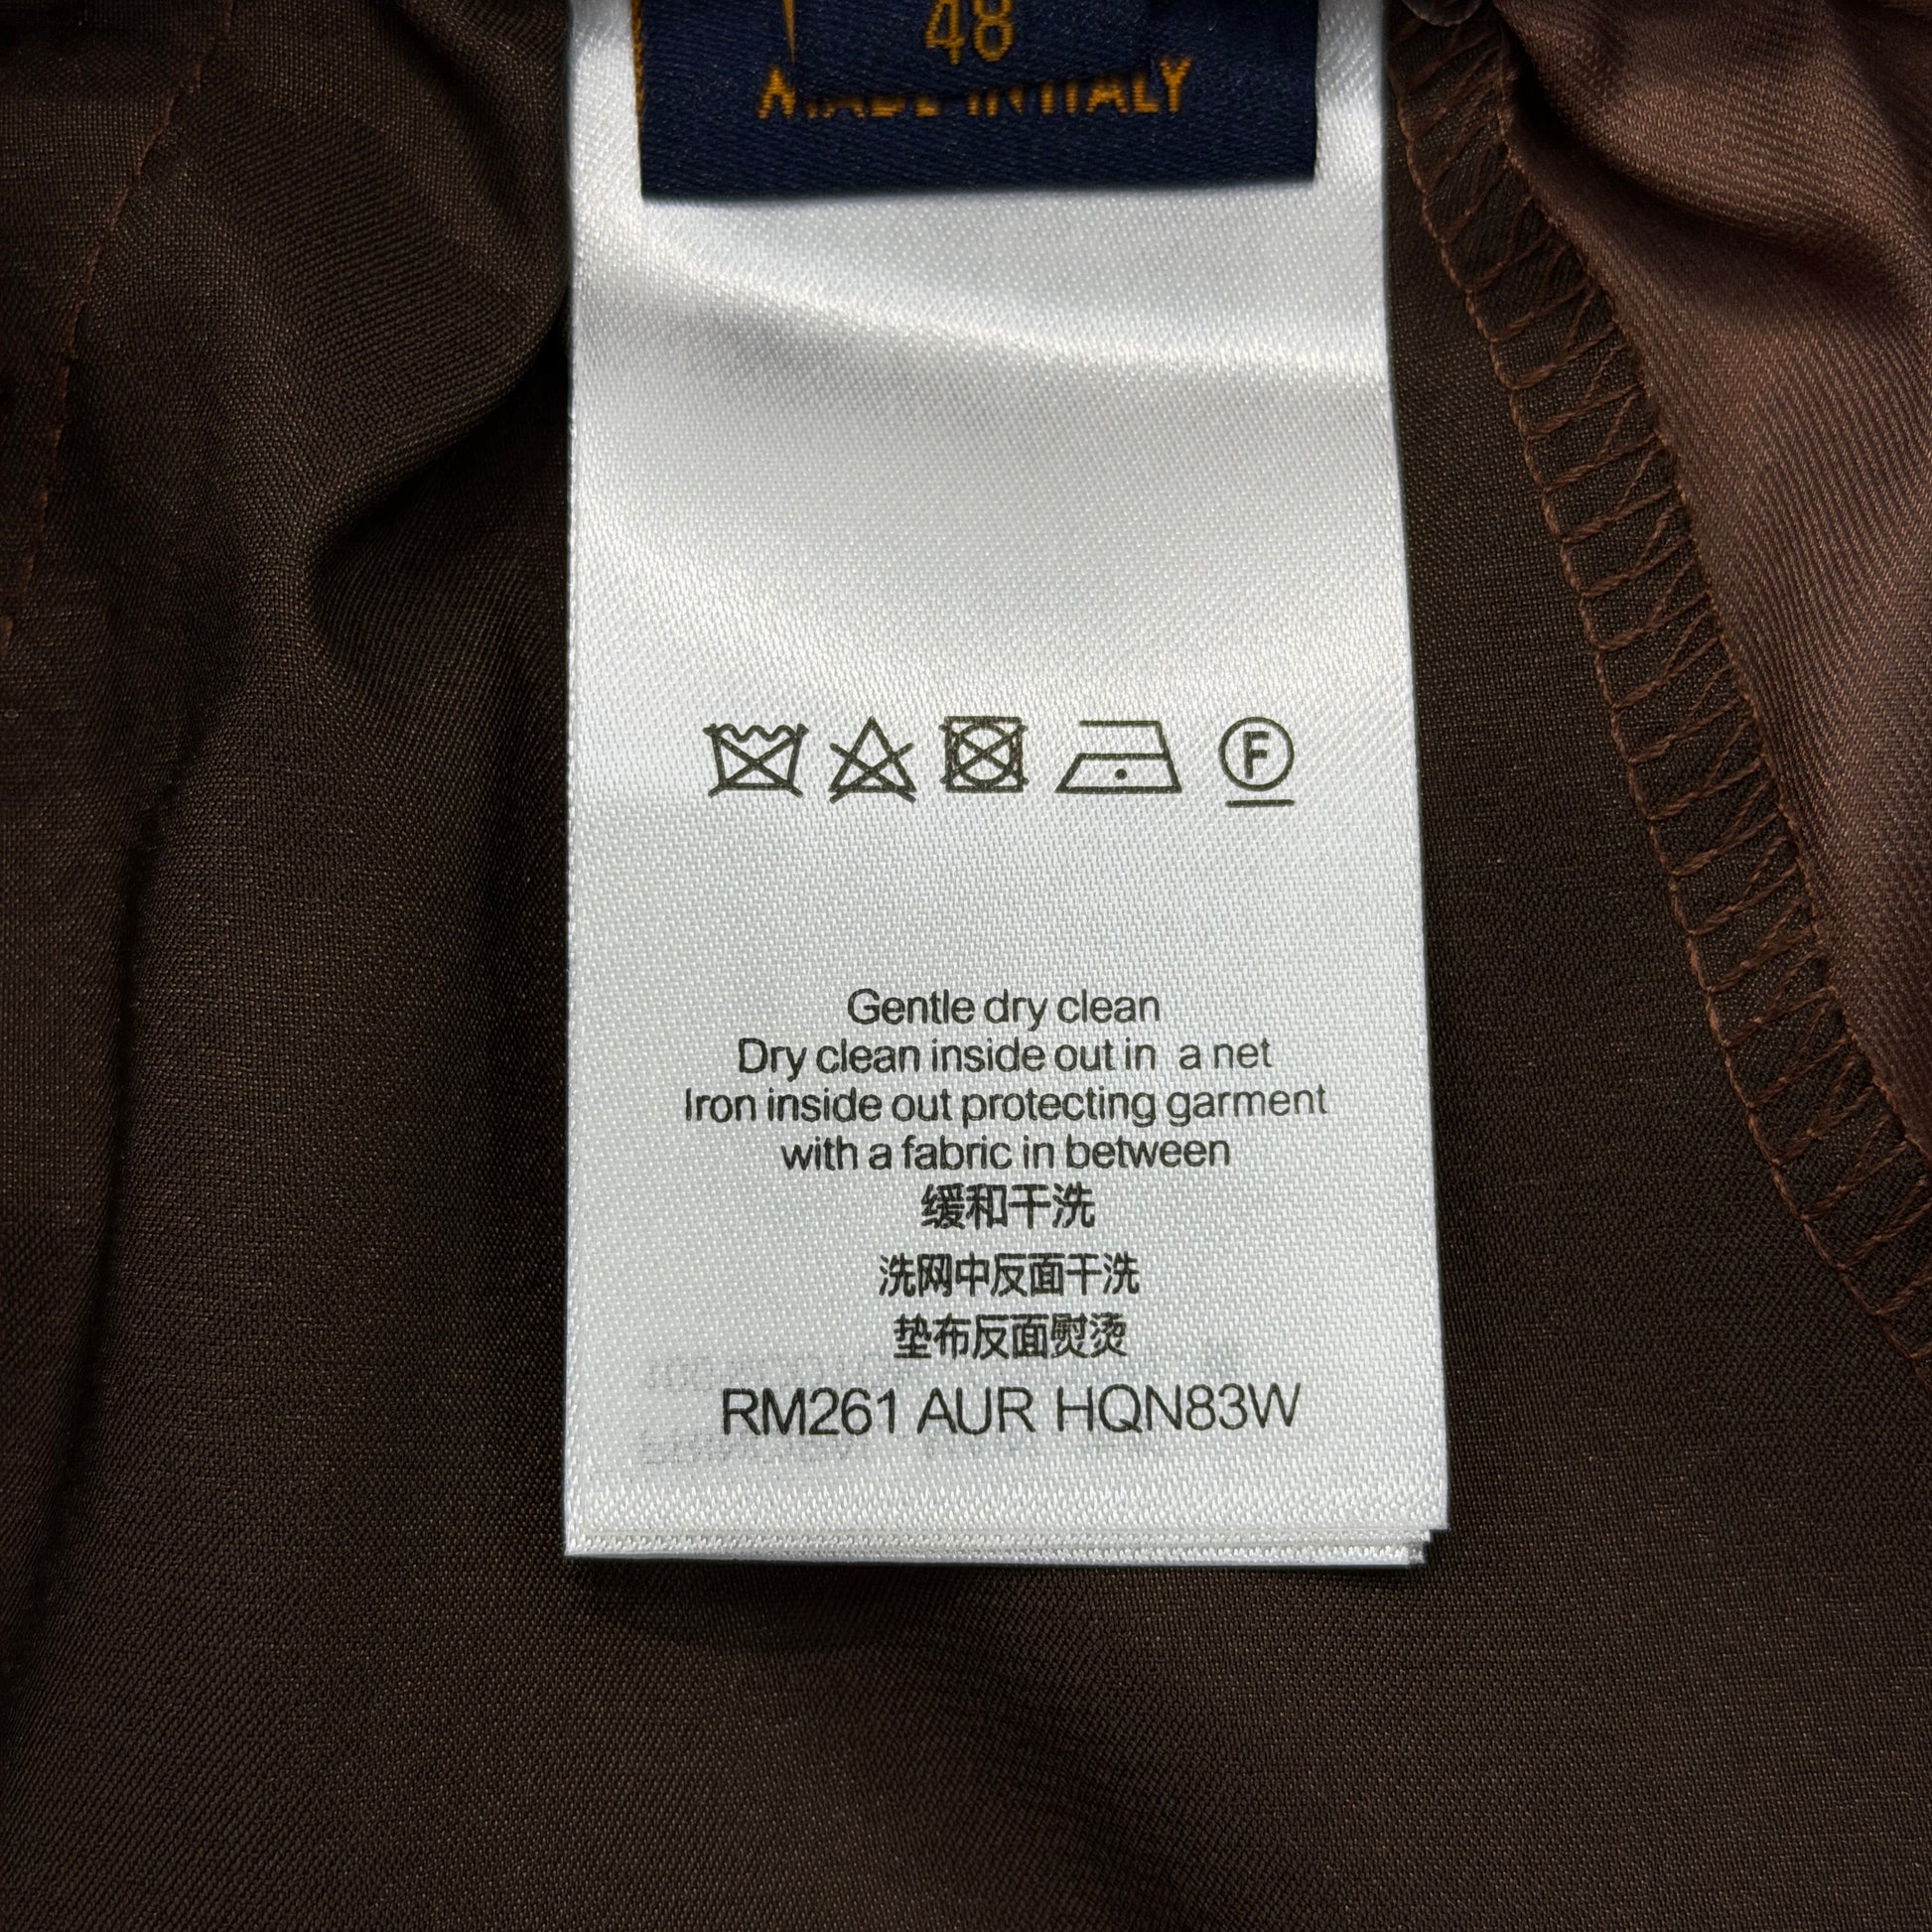 48
MADE IN ITALY
F
Gentle dry clean
Dry clean inside out in a net
Iron inside out protecting garment
with a fabric in between
缓和干洗
洗网中反面干洗
垫布反面熨烫
RM261 AUR HQN83W